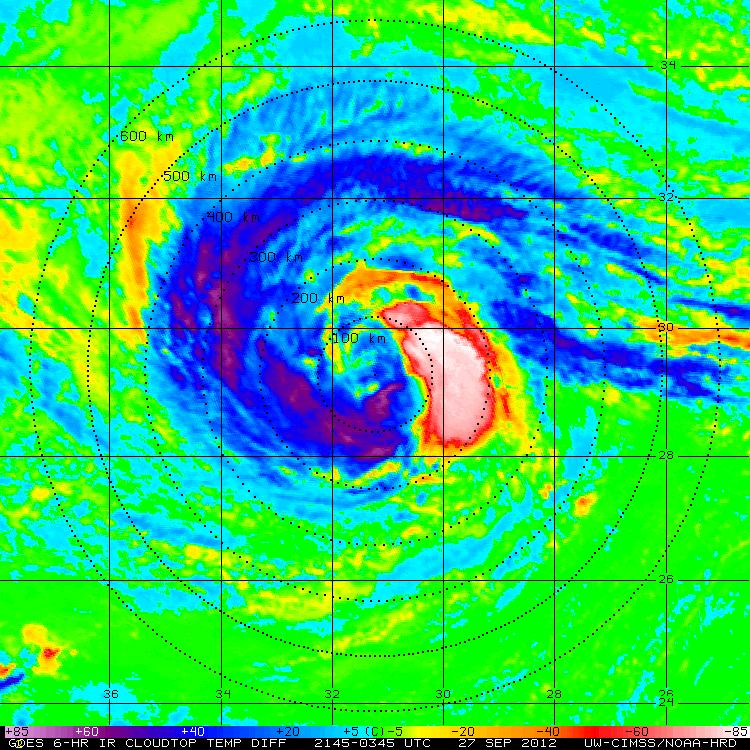 34
600 km
500 km
32
400 km
300 km
200 km
30
100 km
28
26
36 34 32 30 28 26
24
+85 +60 +40 +20 +5 (C) -5 -20 -40 -60 -85
GOES 6-HR IR CLOUDTOP TEMP DIFF 2145-0345 UTC 27 SEP 2012 UW-CIMSS/NOAA HRD